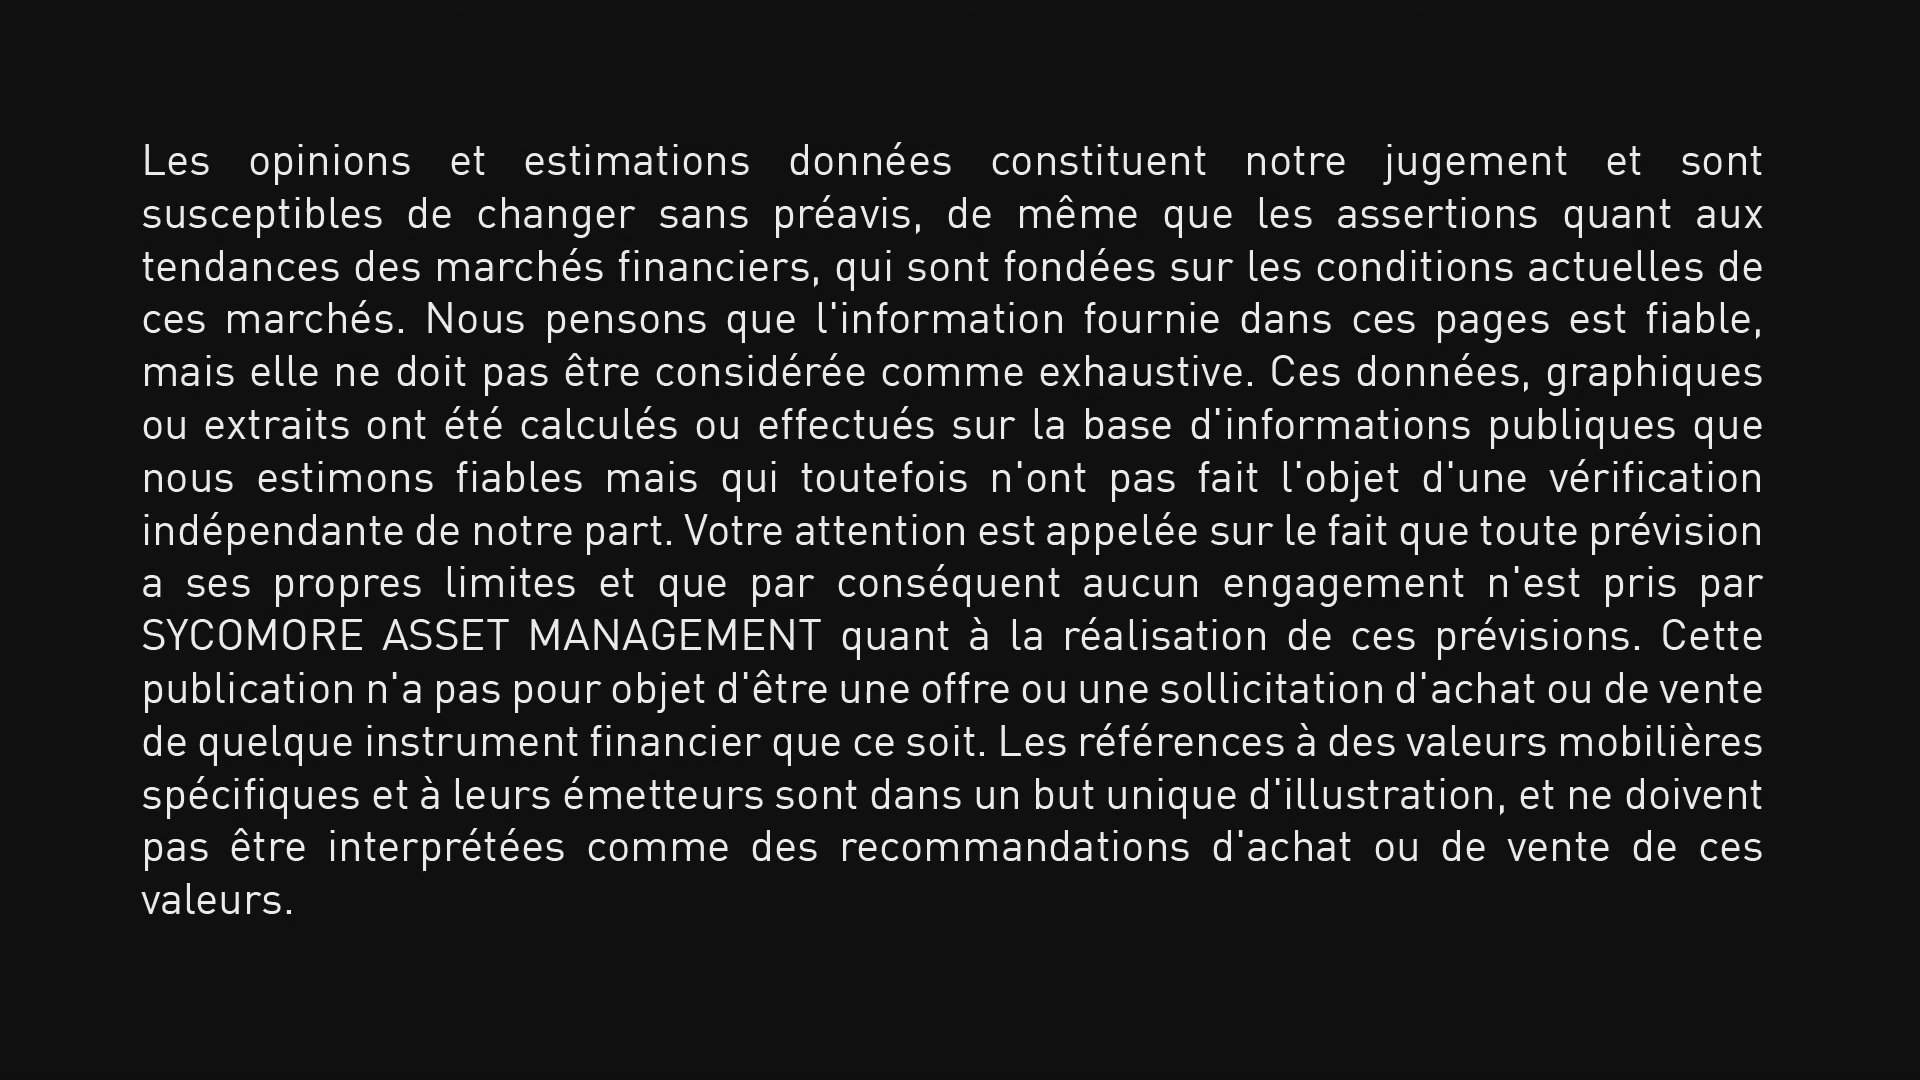 Les opinions et estimations données constituent notre jugement et sont
susceptibles de changer sans préavis, de même que les assertions quant aux
tendances des marchés financiers, qui sont fondées sur les conditions actuelles de
ces marchés. Nous pensons que l'information fournie dans ces pages est fiable,
mais elle ne doit pas être considérée comme exhaustive. Ces données, graphiques
ou extraits ont été calculés ou effectués sur la base d'informations publiques que
nous estimons fiables mais qui toutefois n'ont pas fait l'objet d'une vérification
indépendante de notre part. Votre attention est appelée sur le fait que toute prévision
a ses propres limites et que par conséquent aucun engagement n'est pris par
SYCOMORE ASSET MANAGEMENT quant à la réalisation de ces prévisions. Cette
publication n'a pas pour objet d'être une offre ou une sollicitation d'achat ou de vente
de quelque instrument financier que ce soit. Les références à des valeurs mobilières
spécifiques et à leurs émetteurs sont dans un but unique d'illustration, et ne doivent
pas être interprétées comme des recommandations d'achat ou de vente de ces
valeurs.